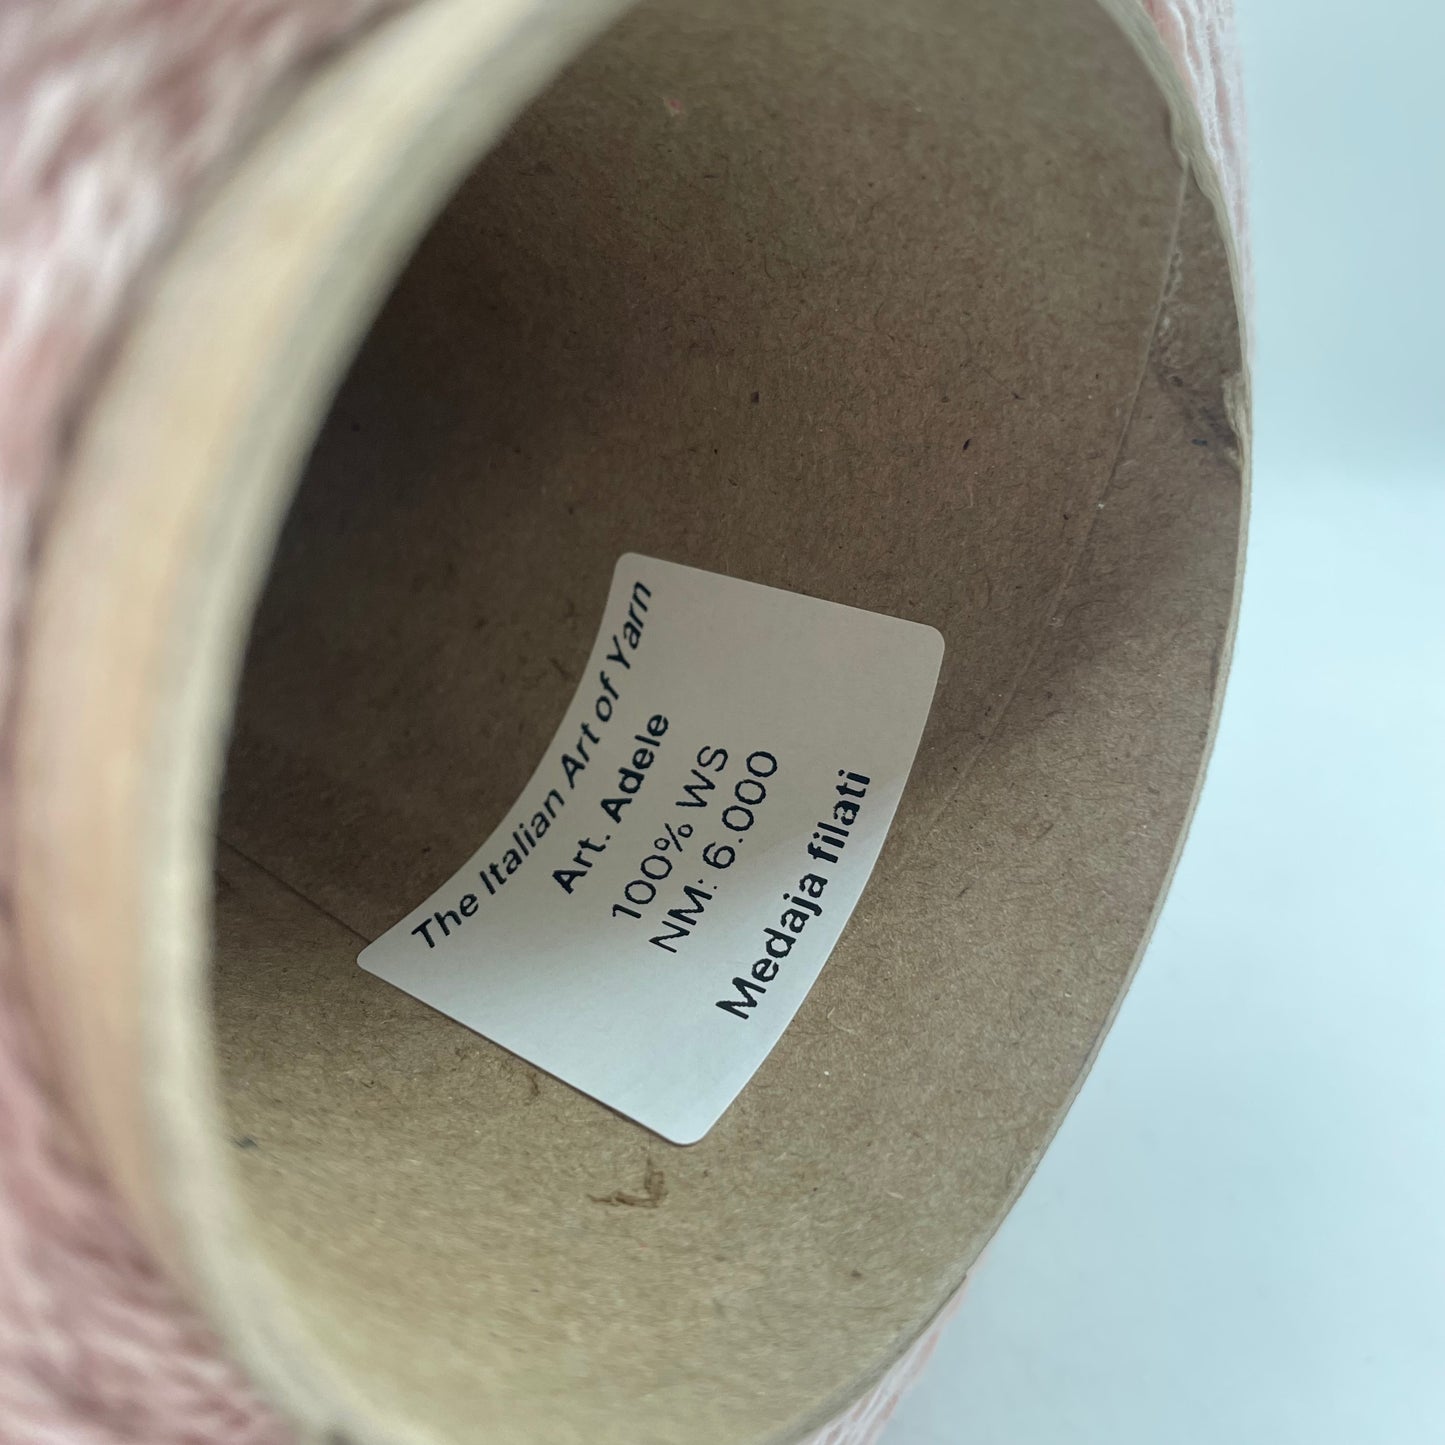 The Italian Art of Yarn
Art. Adele
100% WS
NM: 6.000
Medaja filati